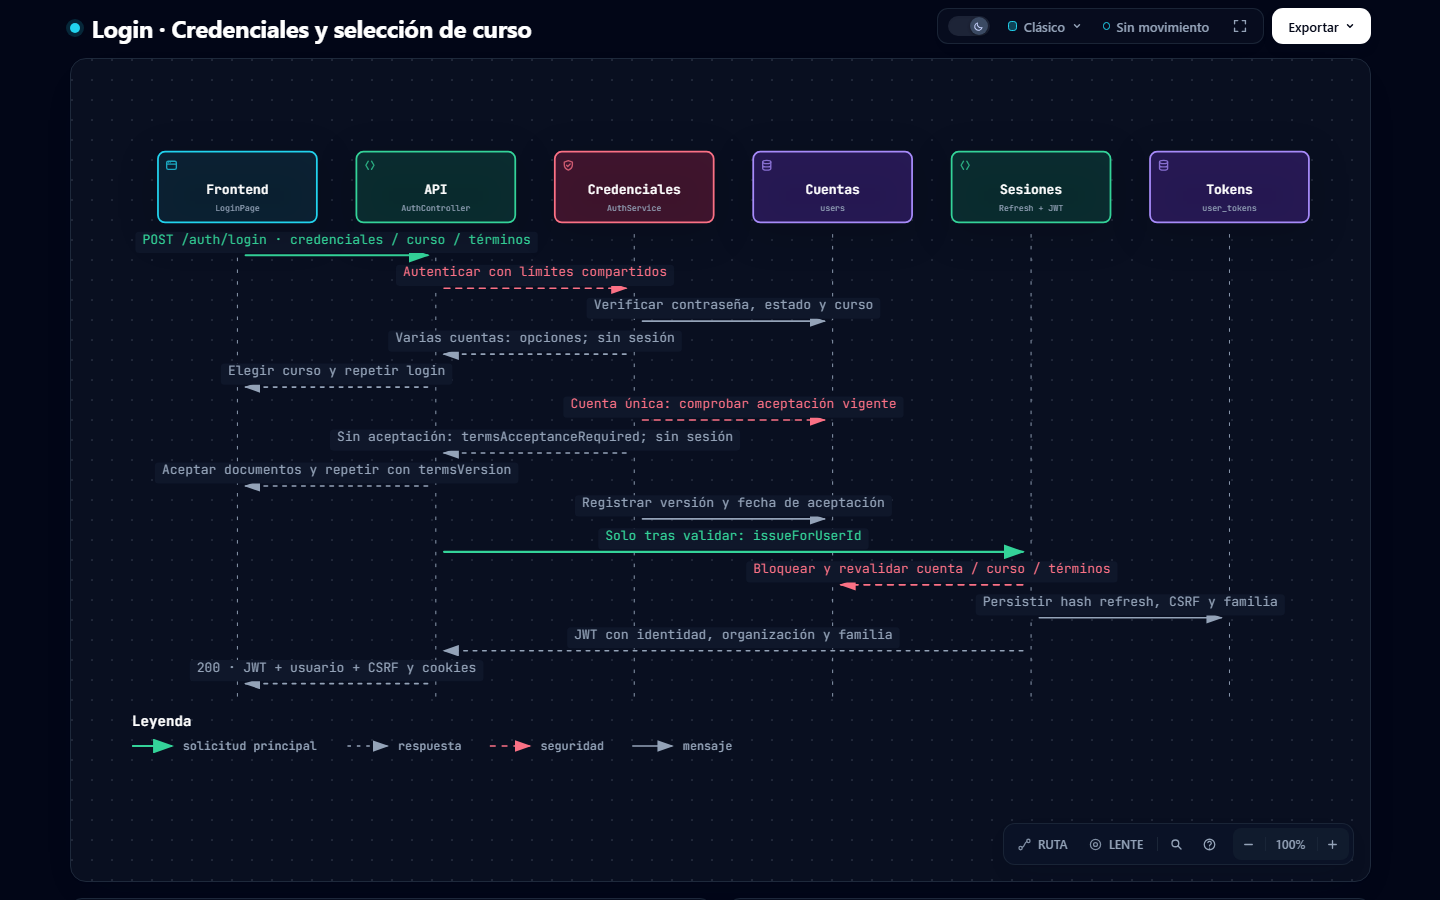 Login · Credenciales y selección de curso
Clásico
Sin movimiento
Exportar
Frontend
LoginPage
API
AuthController
Credenciales
AuthService
Cuentas
users
Sesiones
Refresh + JWT
Tokens
user_tokens
POST /auth/login · credenciales / curso / términos
Autenticar con límites compartidos
Verificar contraseña, estado y curso
Varias cuentas: opciones; sin sesión
Elegir curso y repetir login
Cuenta única: comprobar aceptación vigente
Sin aceptación: termsAcceptanceRequired; sin sesión
Aceptar documentos y repetir con termsVersion
Registrar versión y fecha de aceptación
Solo tras validar: issueForUserId
Bloquear y revalidar cuenta / curso / términos
Persistir hash refresh, CSRF y familia
JWT con identidad, organización y familia
200 · JWT + usuario + CSRF y cookies
Leyenda
solicitud principal
respuesta
seguridad
mensaje
RUTA
LENTE
− 100% +